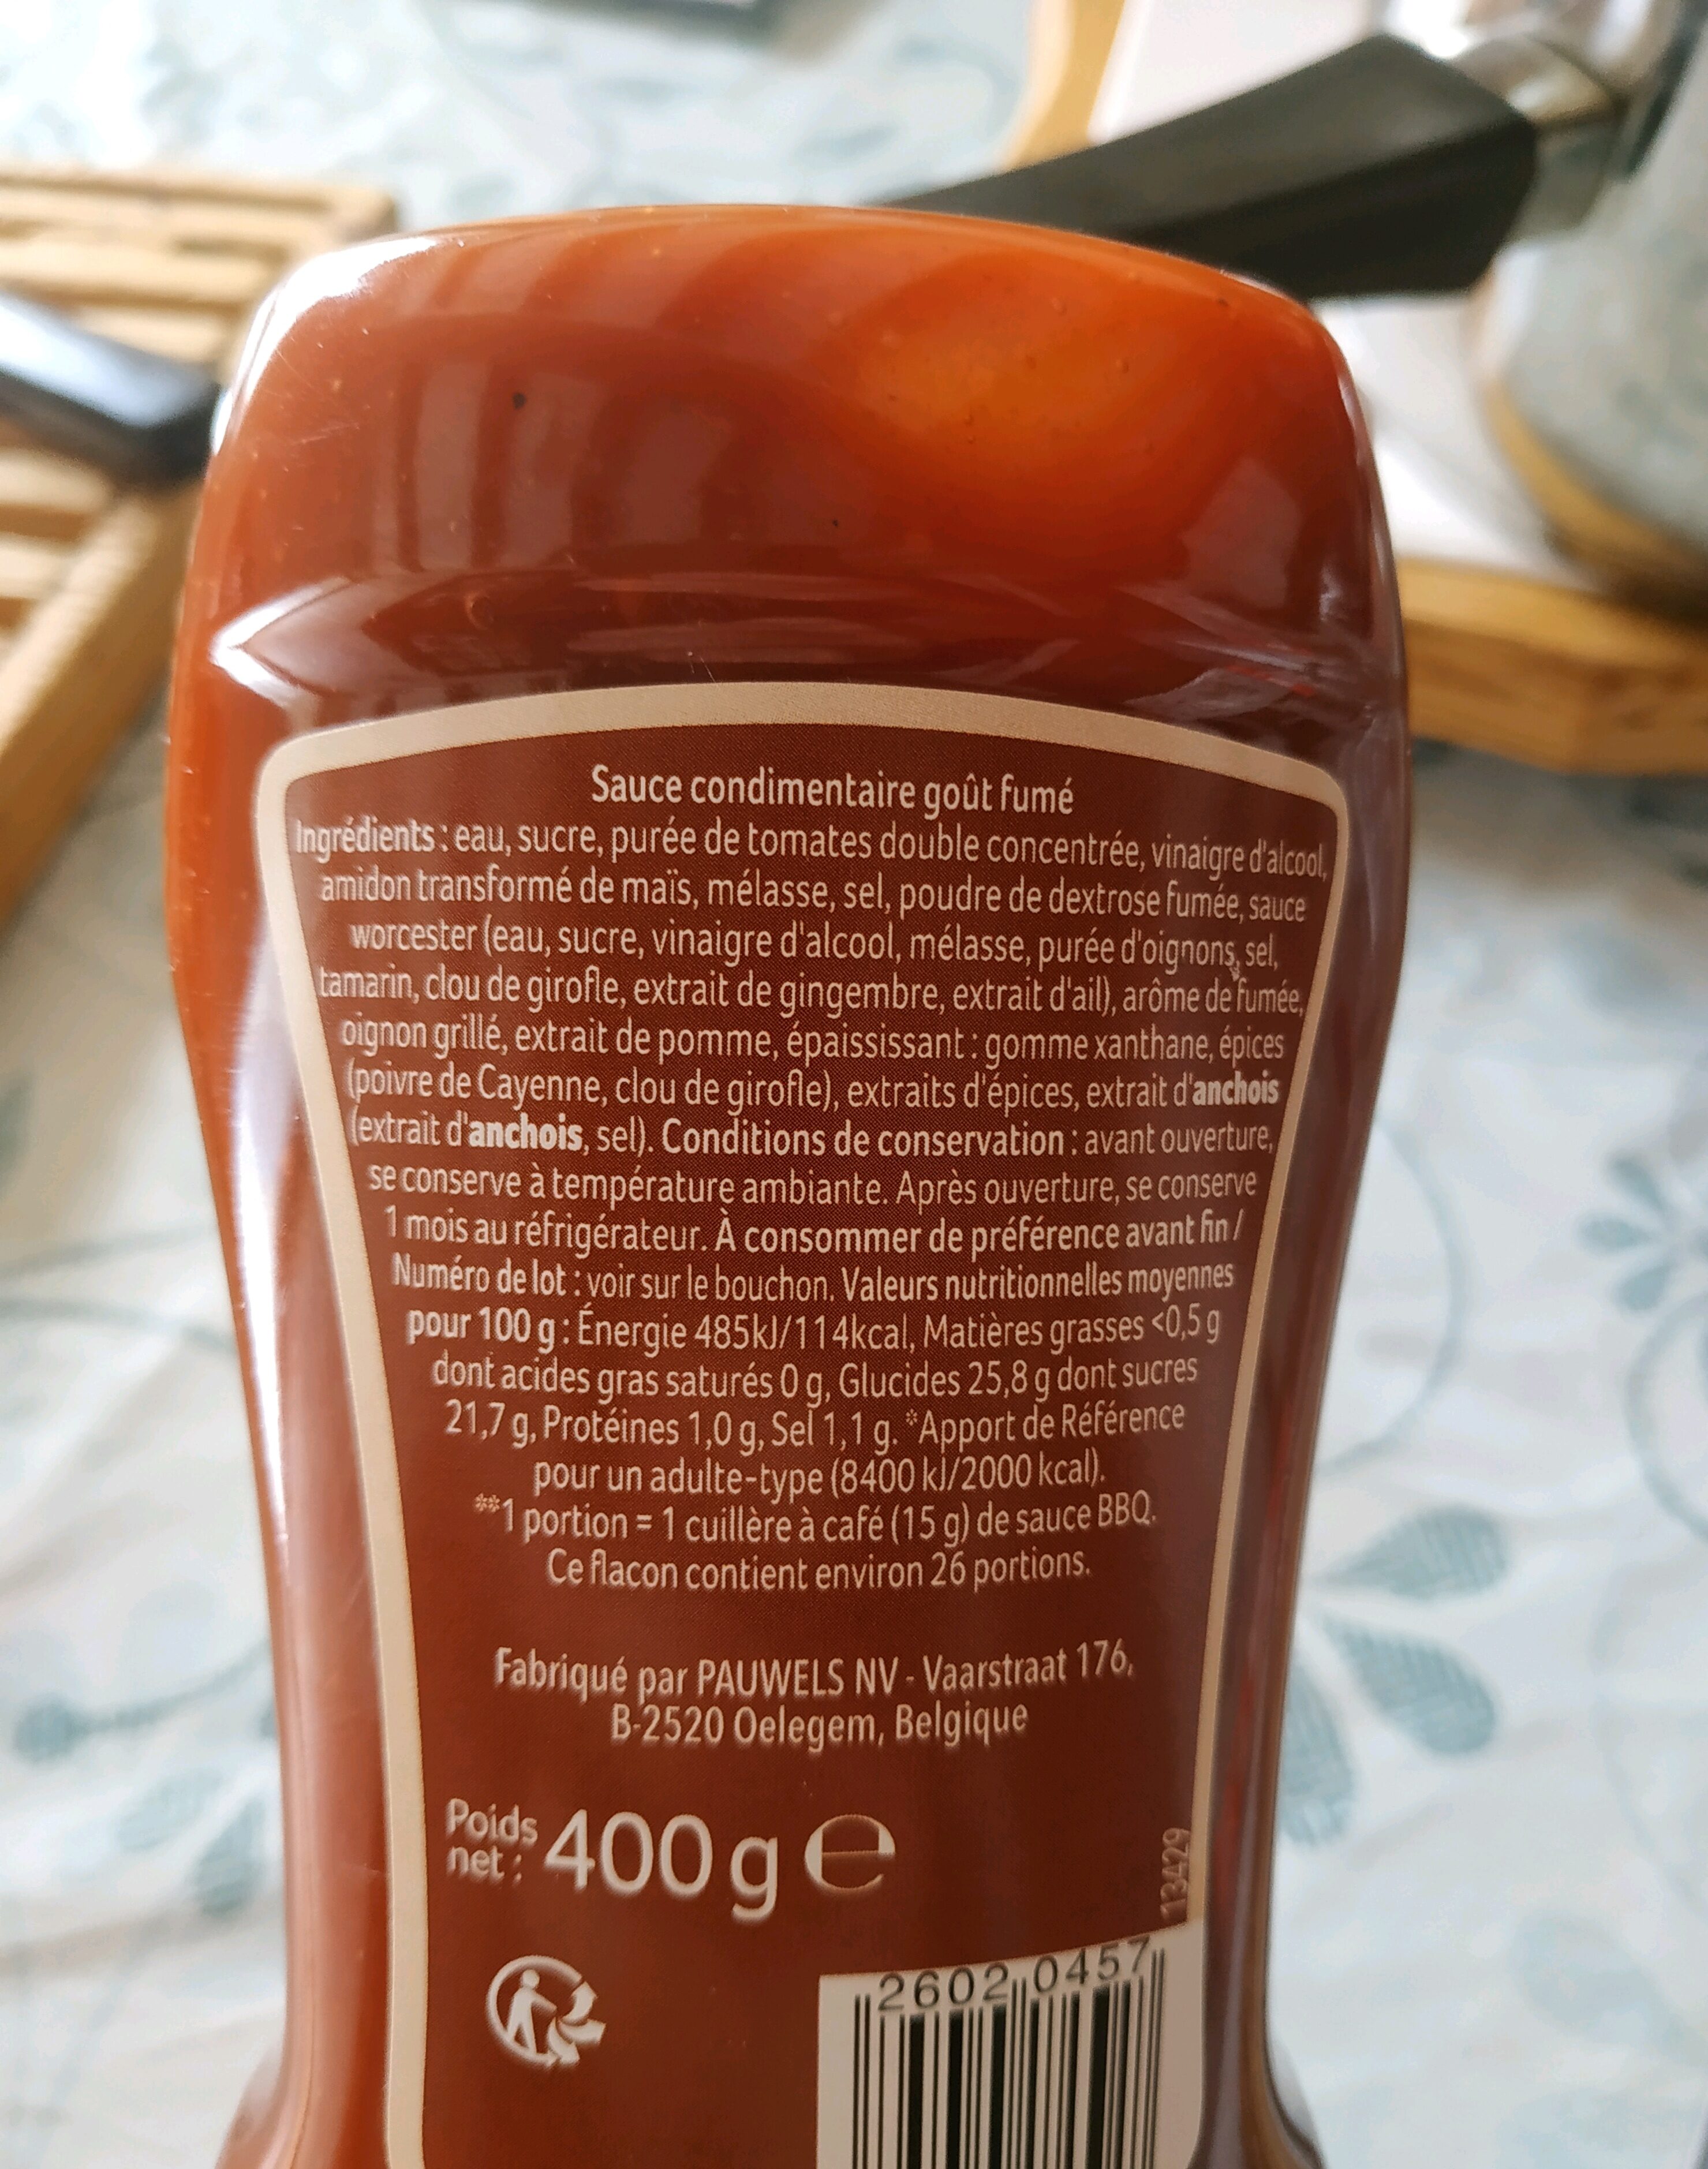 Sauce condimentaire goût fumé
Ingrédients : eau, sucre, purée de tomates double concentrée, vinaigre d'alcool,
amidon transformé de maïs, mélasse, sel, poudre de dextrose fumée, sauce
worcester (eau, sucre, vinaigre d'alcool, mélasse, purée d'oignons, sel,
tamarin, clou de girofle, extrait de gingembre, extrait d'ail), arôme de fumée,
oignon grillé, extrait de pomme, épaississant : gomme xanthane, épices
(poivre de Cayenne, clou de girofle), extraits d'épices, extrait d'anchois
(extrait d'anchois, sel). Conditions de conservation : avant ouverture,
se conserve à température ambiante. Après ouverture, se conserve
1 mois au réfrigérateur. À consommer de préférence avant fin /
Numéro de lot : voir sur le bouchon. Valeurs nutritionnelles moyennes
pour 100 g : Énergie 485kJ/114kcal, Matières grasses <0,5 g
dont acides gras saturés 0 g, Glucides 25,8 g dont sucres
21,7 g, Protéines 1,0 g, Sel 1,1 g. *Apport de Référence
pour un adulte-type (8400 kJ/2000 kcal).
**1 portion = 1 cuillère à café (15 g) de sauce BBQ.
Ce flacon contient environ 26 portions.
Fabriqué par PAUWELS NV - Vaarstraat 176,
B-2520 Oelegem, Belgique
Poids
net : 400 g e
13429
2602 0457